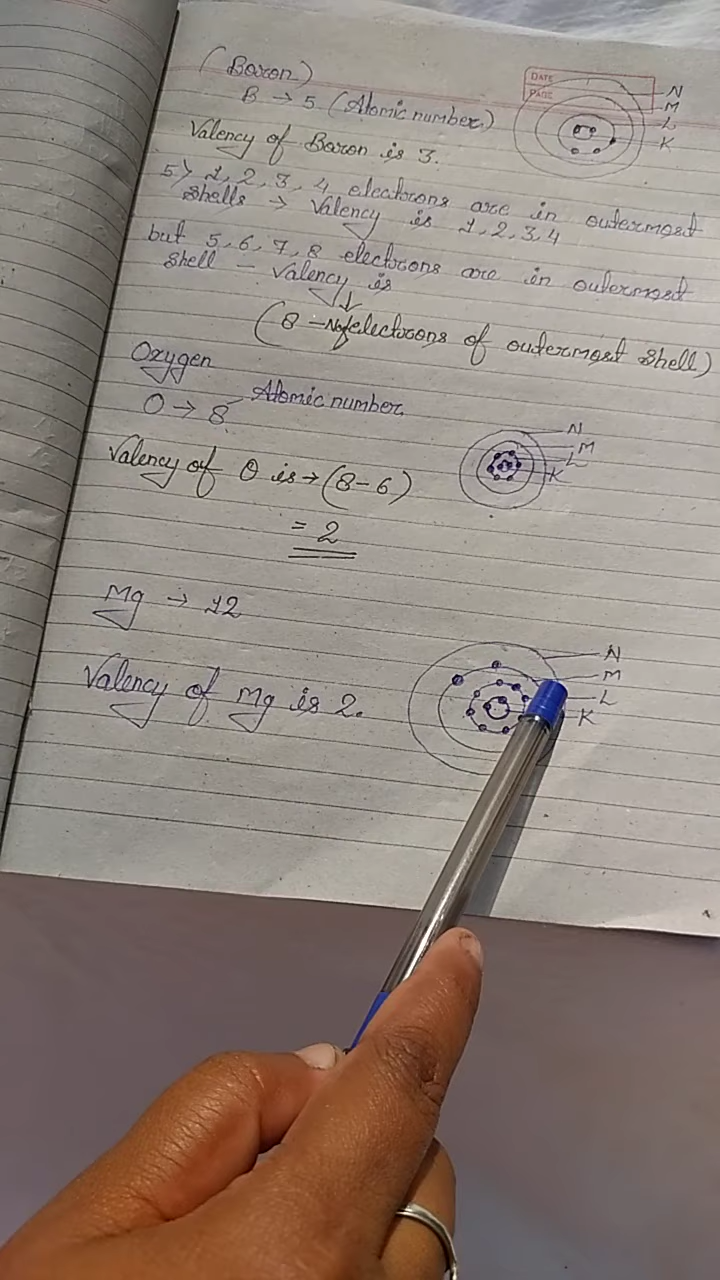 (Boron)
DATE
PAGE
B → 5 (Atomic number)
N
M
L
K
Valency of Boron is 3.
5> 1, 2, 3, 4 electrons are in outermost
shells → Valency is 1, 2, 3, 4
but 5, 6, 7, 8 electrons are in outermost
shell – Valency is
↓
(8 – No of electrons of outermost shell)
Oxygen
O → 8 – Atomic number
N
M
L
K
Valency of O is → (8-6)
= 2
Mg → 12
N
M
L
K
Valency of Mg is 2.